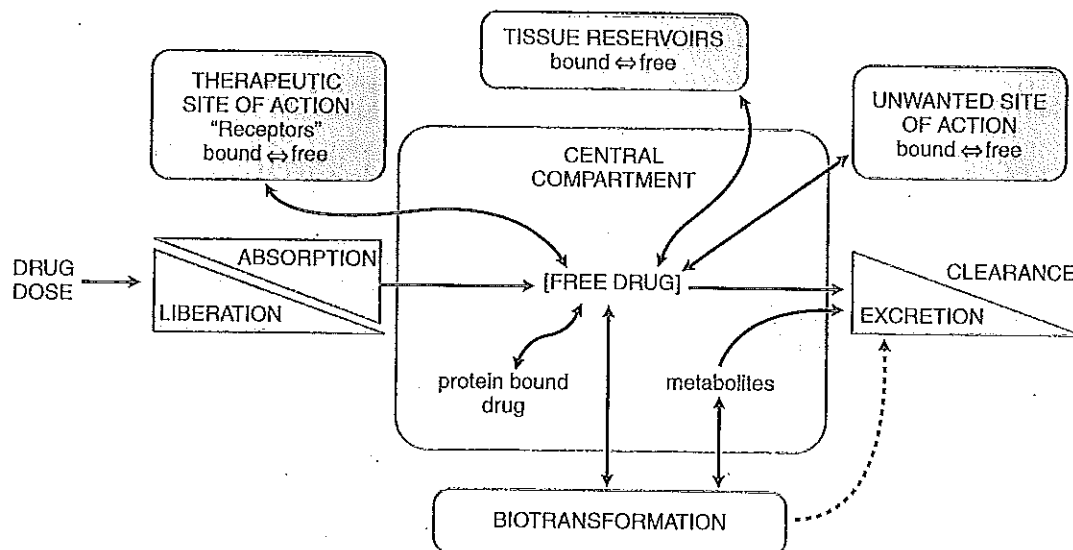 TISSUE RESERVOIRS
bound ⇔ free
THERAPEUTIC
SITE OF ACTION
"Receptors"
bound ⇔ free
UNWANTED SITE
OF ACTION
bound ⇔ free
CENTRAL
COMPARTMENT
DRUG
DOSE
ABSORPTION
LIBERATION
[FREE DRUG]
CLEARANCE
EXCRETION
protein bound
drug
metabolites
BIOTRANSFORMATION